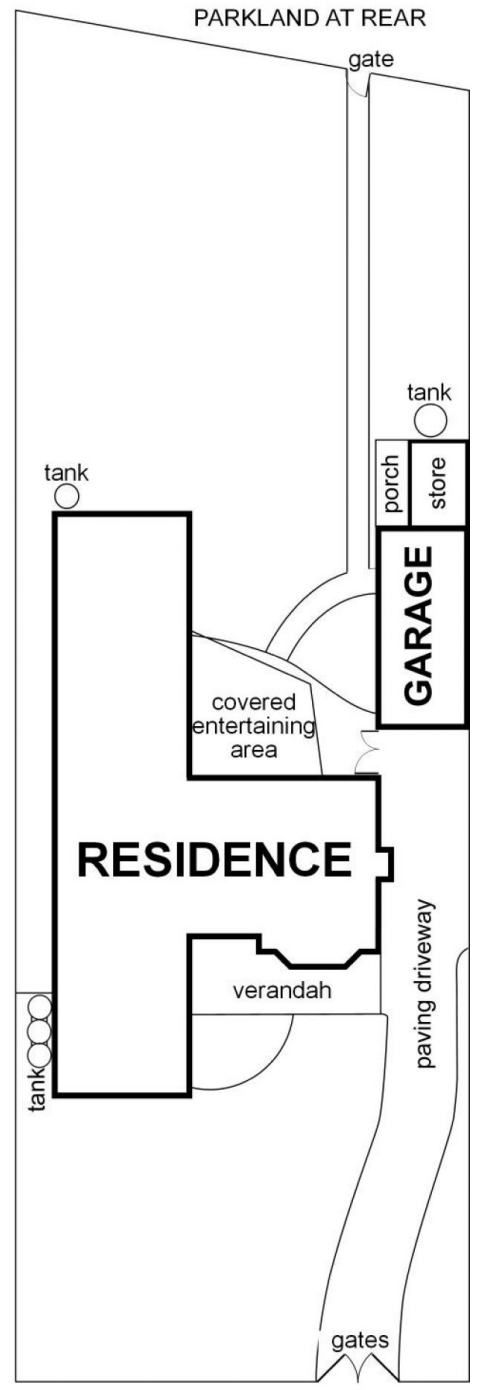 PARKLAND AT REAR
gate
tank
tank
porch
store
GARAGE
covered
entertaining
area
RESIDENCE
paving driveway
verandah
tank
gates